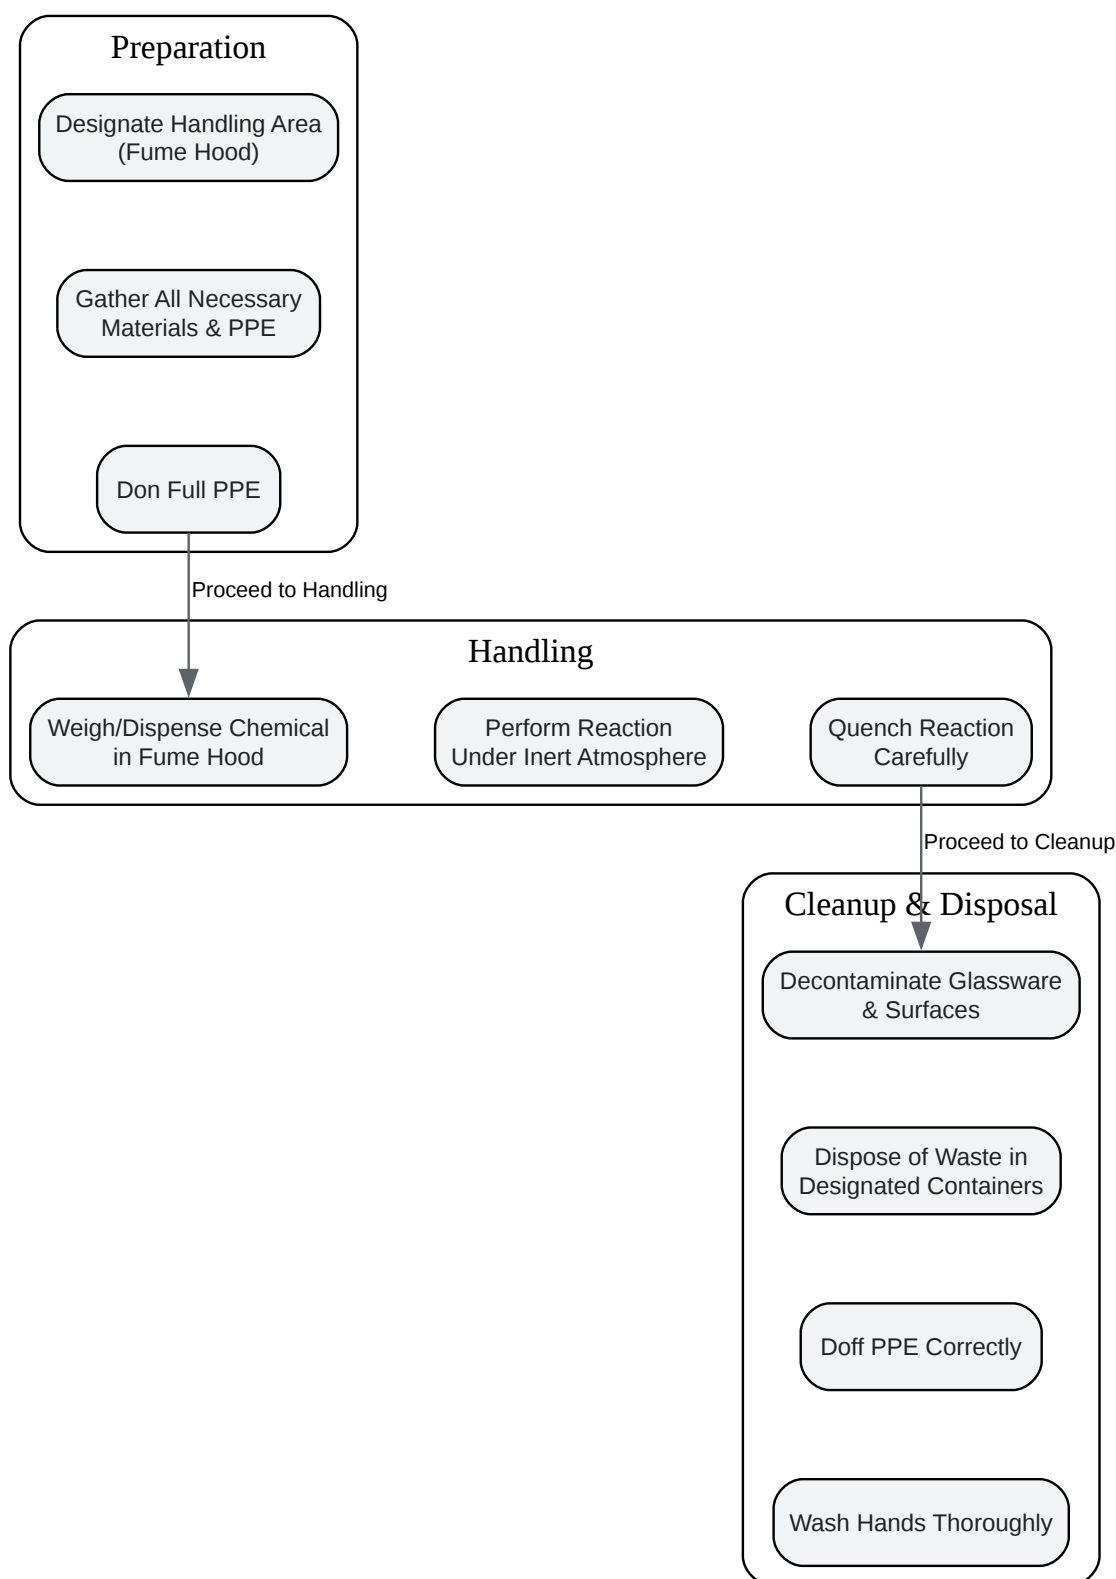 Preparation
Designate Handling Area
(Fume Hood)
Gather All Necessary
Materials & PPE
Don Full PPE
Proceed to Handling
Handling
Weigh/Dispense Chemical
in Fume Hood
Perform Reaction
Under Inert Atmosphere
Quench Reaction
Carefully
Proceed to Cleanup
Cleanup & Disposal
Decontaminate Glassware
& Surfaces
Dispose of Waste in
Designated Containers
Doff PPE Correctly
Wash Hands Thoroughly